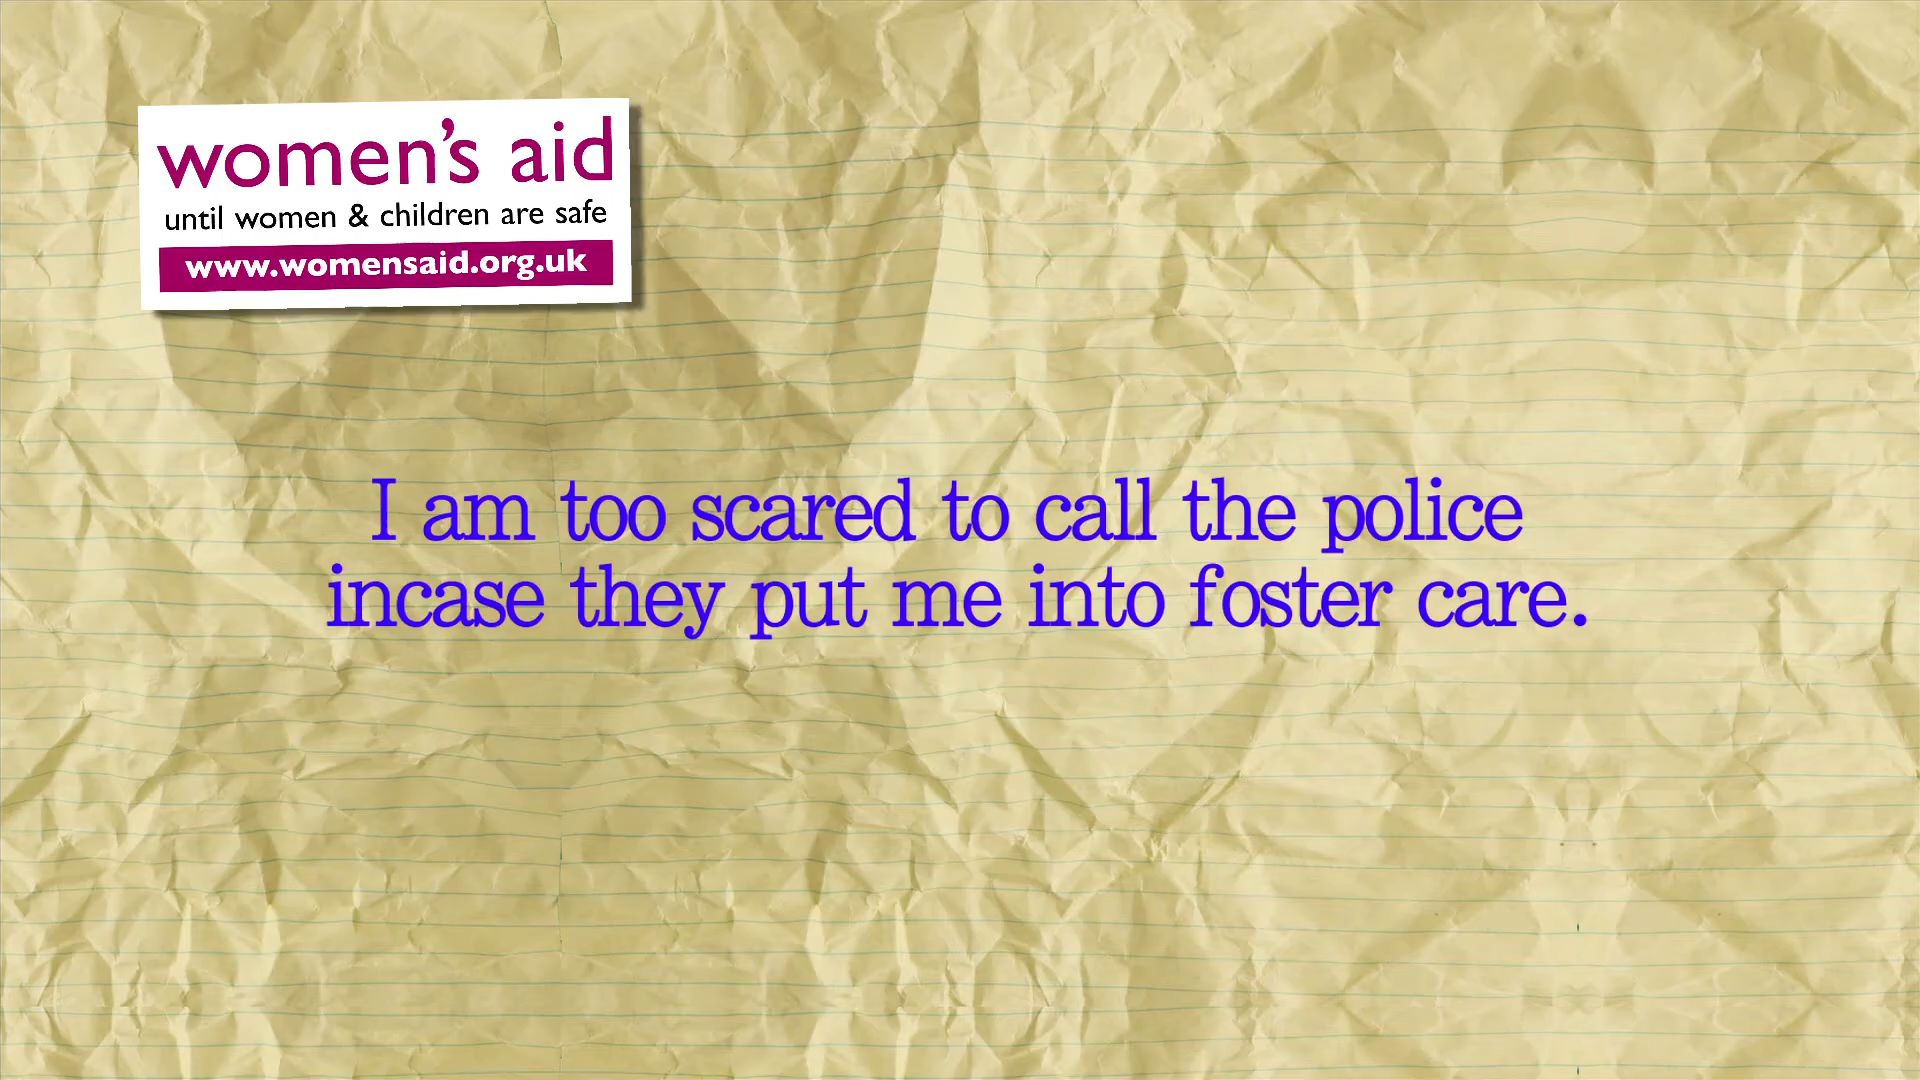 women's aid
until women & children are safe
www.womensaid.org.uk
I am too scared to call the police
incase they put me into foster care.